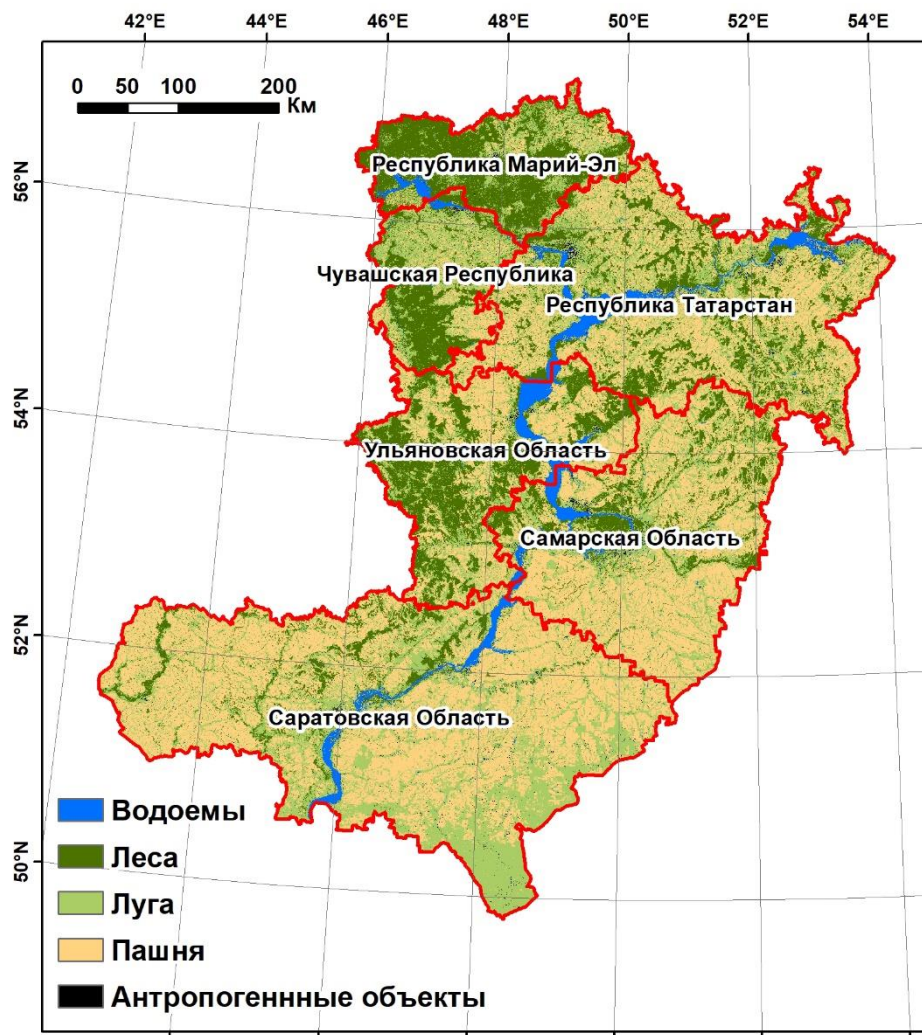 42°E 44°E 46°E 48°E 50°E 52°E 54°E
0 50 100 200
Км
56°N
54°N
52°N
50°N
Республика Марий-Эл
Чувашская Республика
Республика Татарстан
Ульяновская Область
Самарская Область
Саратовская Область
Водоемы
Леса
Луга
Пашня
Антропогеннные объекты